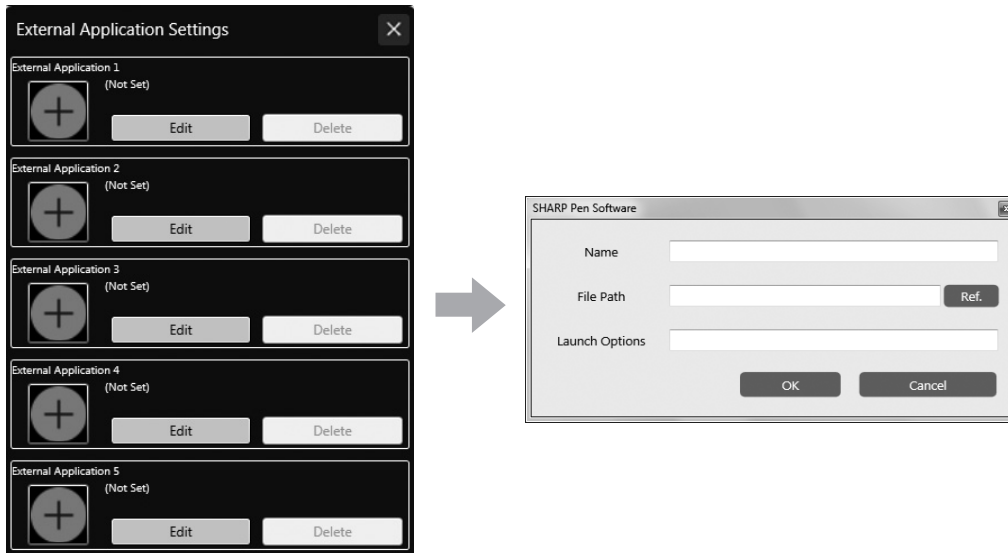 External Application Settings
External Application 1
(Not Set)
Edit Delete
External Application 2
(Not Set)
Edit Delete
External Application 3
(Not Set)
Edit Delete
External Application 4
(Not Set)
Edit Delete
External Application 5
(Not Set)
Edit Delete
SHARP Pen Software
Name
File Path Ref.
Launch Options
OK Cancel